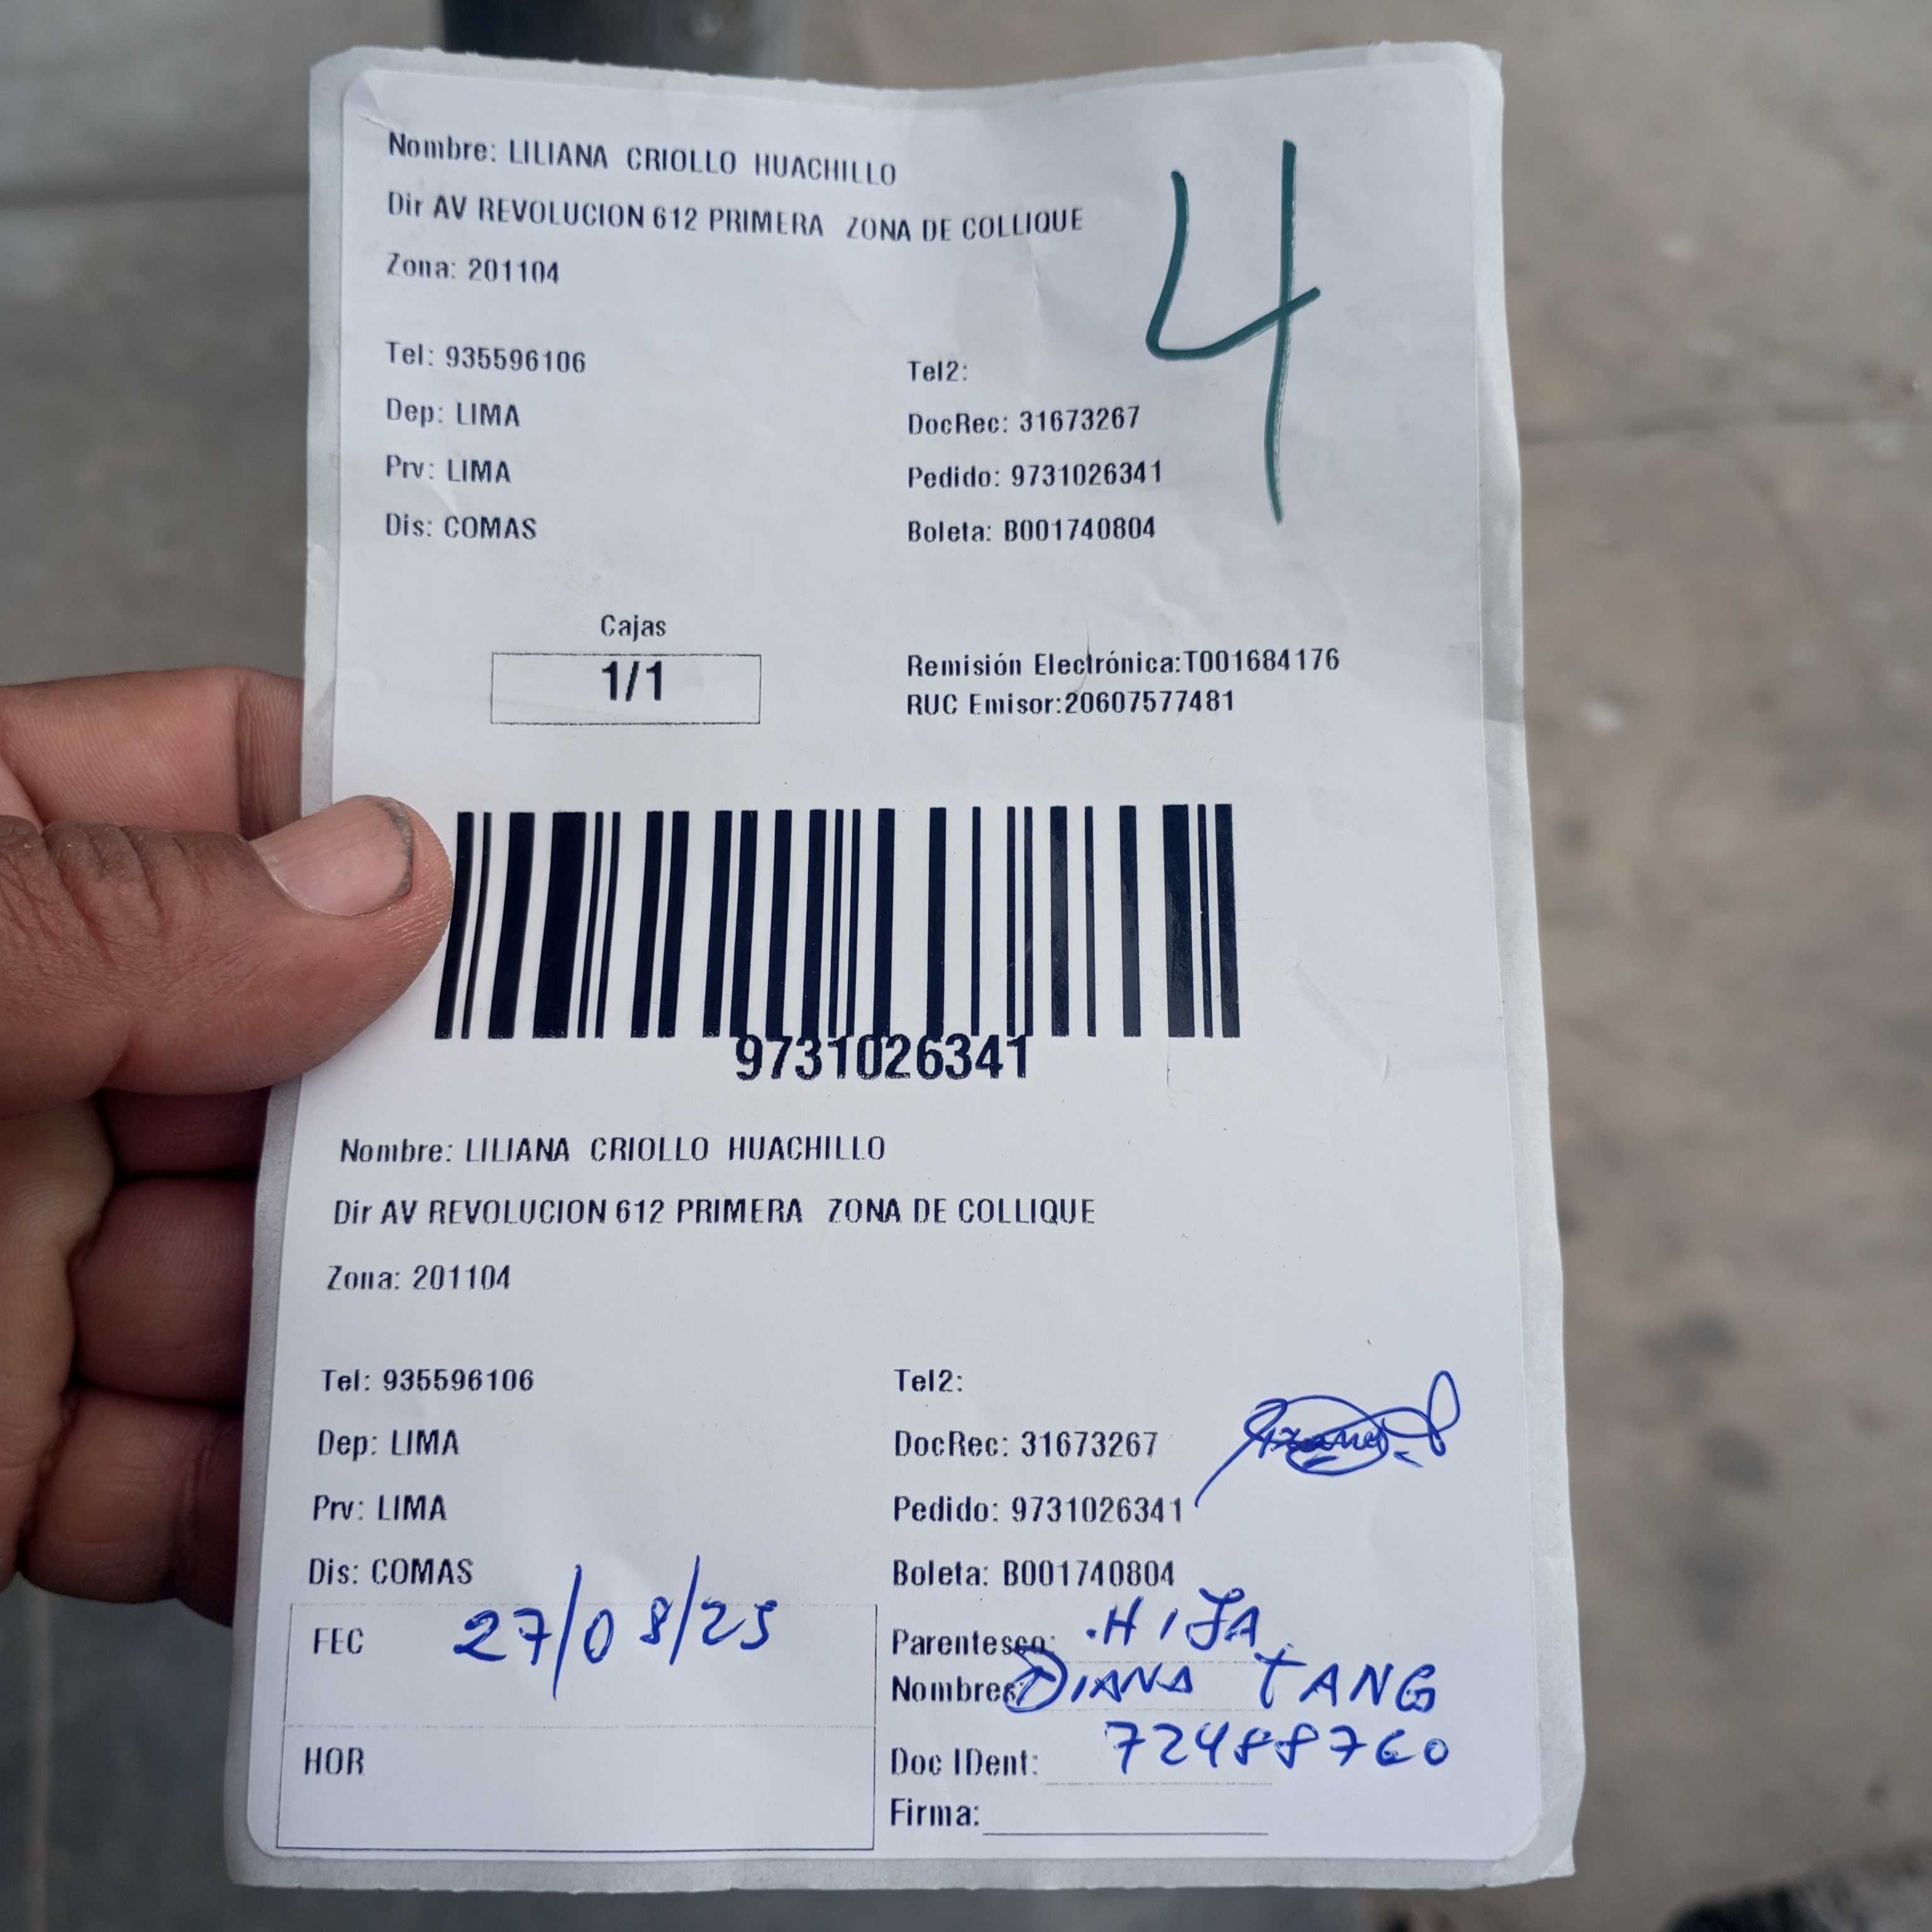 Nombre: LILIANA CRIOLLO HUACHILLO
Dir AV REVOLUCION 612 PRIMERA ZONA DE COLLIQUE
Zona: 201104
4
Tel: 935596106
Tel2:
Dep: LIMA
DocRec: 31673267
Prv: LIMA
Pedido: 9731026341
Dis: COMAS
Boleta: B001740804
Cajas
1/1
Remisión Electrónica:T001684176
RUC Emisor:20607577481
9731026341
Nombre: LILIANA CRIOLLO HUACHILLO
Dir AV REVOLUCION 612 PRIMERA ZONA DE COLLIQUE
Zona: 201104
Tel: 935596106
Tel2:
Dep: LIMA
DocRec: 31673267
Prv: LIMA
Pedido: 9731026341
Dis: COMAS
Boleta: B001740804
FEC 27/08/25
Parentesco: HIJA
Nombres: DIANA TANG
HOR
Doc IDent: 72488760
Firma: